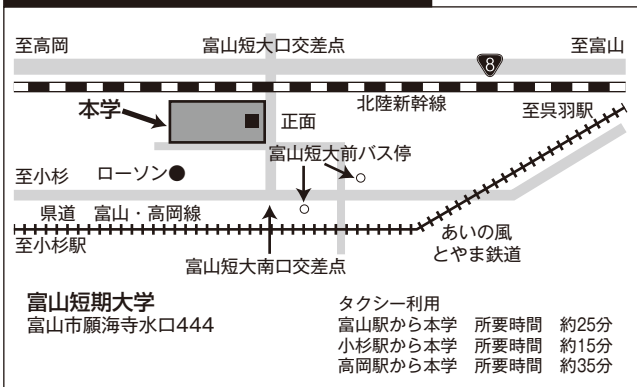 至高岡
富山短大口交差点
至富山
8
北陸新幹線
本学
正面
至呉羽駅
富山短大前バス停
至小杉
ローソン
県道 富山・高岡線
至小杉駅
あいの風
とやま鉄道
富山短大南口交差点
富山短期大学
富山市願海寺水口444
タクシー利用
富山駅から本学 所要時間 約25分
小杉駅から本学 所要時間 約15分
高岡駅から本学 所要時間 約35分